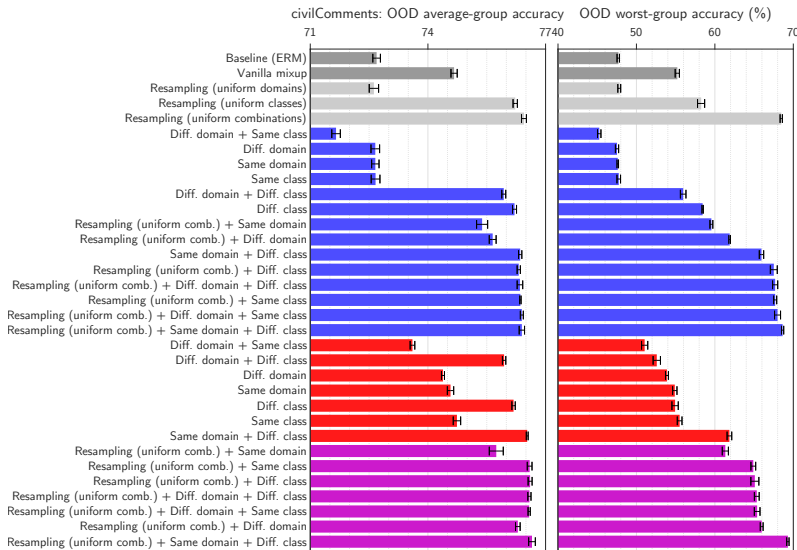 civilComments: OOD average-group accuracy OOD worst-group accuracy (%)
71 74 77 40 50 60 70
Baseline (ERM)
Vanilla mixup
Resampling (uniform domains)
Resampling (uniform classes)
Resampling (uniform combinations)
Diff. domain + Same class
Diff. domain
Same domain
Same class
Diff. domain + Diff. class
Diff. class
Resampling (uniform comb.) + Same domain
Resampling (uniform comb.) + Diff. domain
Same domain + Diff. class
Resampling (uniform comb.) + Diff. class
Resampling (uniform comb.) + Diff. domain + Diff. class
Resampling (uniform comb.) + Same class
Resampling (uniform comb.) + Diff. domain + Same class
Resampling (uniform comb.) + Same domain + Diff. class
Diff. domain + Same class
Diff. domain + Diff. class
Diff. domain
Same domain
Diff. class
Same class
Same domain + Diff. class
Resampling (uniform comb.) + Same domain
Resampling (uniform comb.) + Same class
Resampling (uniform comb.) + Diff. class
Resampling (uniform comb.) + Diff. domain + Diff. class
Resampling (uniform comb.) + Diff. domain + Same class
Resampling (uniform comb.) + Diff. domain
Resampling (uniform comb.) + Same domain + Diff. class